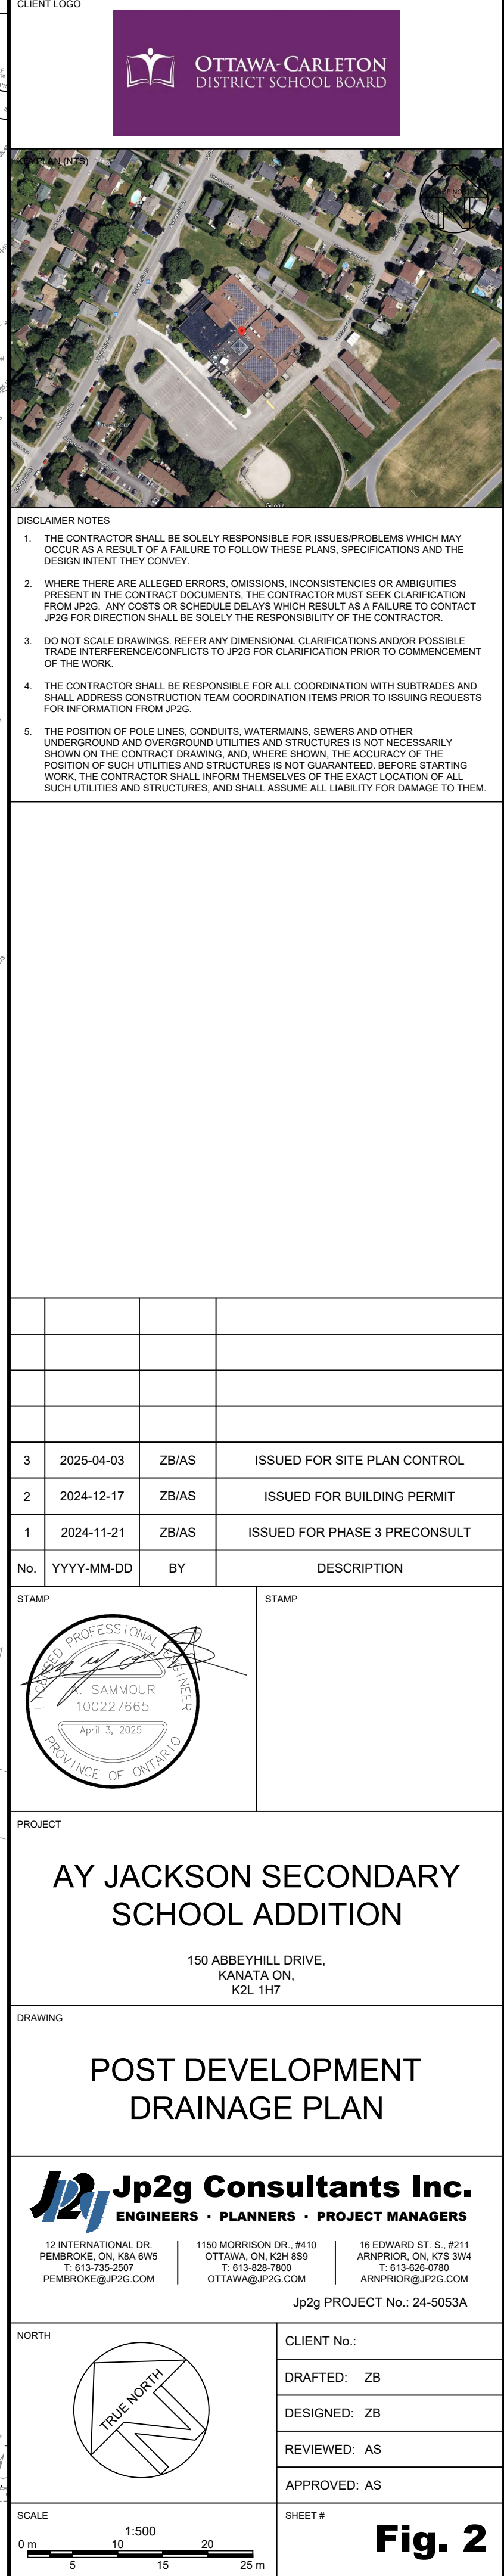 CLIENT LOGO
OTTAWA-CARLETON
DISTRICT SCHOOL BOARD
KEYPLAN (NTS)
Google
DISCLAIMER NOTES
1. THE CONTRACTOR SHALL BE SOLELY RESPONSIBLE FOR ISSUES/PROBLEMS WHICH MAY
OCCUR AS A RESULT OF A FAILURE TO FOLLOW THESE PLANS, SPECIFICATIONS AND THE
DESIGN INTENT THEY CONVEY.
2. WHERE THERE ARE ALLEGED ERRORS, OMISSIONS, INCONSISTENCIES OR AMBIGUITIES
PRESENT IN THE CONTRACT DOCUMENTS, THE CONTRACTOR MUST SEEK CLARIFICATION
FROM JP2G. ANY COSTS OR SCHEDULE DELAYS WHICH RESULT AS A FAILURE TO CONTACT
JP2G FOR DIRECTION SHALL BE SOLELY THE RESPONSIBILITY OF THE CONTRACTOR.
3. DO NOT SCALE DRAWINGS. REFER ANY DIMENSIONAL CLARIFICATIONS AND/OR POSSIBLE
TRADE INTERFERENCE/CONFLICTS TO JP2G FOR CLARIFICATION PRIOR TO COMMENCEMENT
OF THE WORK.
4. THE CONTRACTOR SHALL BE RESPONSIBLE FOR ALL COORDINATION WITH SUBTRADES AND
SHALL ADDRESS CONSTRUCTION TEAM COORDINATION ITEMS PRIOR TO ISSUING REQUESTS
FOR INFORMATION FROM JP2G.
5. THE POSITION OF POLE LINES, CONDUITS, WATERMAINS, SEWERS AND OTHER
UNDERGROUND AND OVERGROUND UTILITIES AND STRUCTURES IS NOT NECESSARILY
SHOWN ON THE CONTRACT DRAWING, AND, WHERE SHOWN, THE ACCURACY OF THE
POSITION OF SUCH UTILITIES AND STRUCTURES IS NOT GUARANTEED. BEFORE STARTING
WORK, THE CONTRACTOR SHALL INFORM THEMSELVES OF THE EXACT LOCATION OF ALL
SUCH UTILITIES AND STRUCTURES, AND SHALL ASSUME ALL LIABILITY FOR DAMAGE TO THEM.
3 2025-04-03 ZB/AS ISSUED FOR SITE PLAN CONTROL
2 2024-12-17 ZB/AS ISSUED FOR BUILDING PERMIT
1 2024-11-21 ZB/AS ISSUED FOR PHASE 3 PRECONSULT
No. YYYY-MM-DD BY DESCRIPTION
STAMP
LICENSED PROFESSIONAL ENGINEER
A. SAMMOUR
100227665
April 3, 2025
PROVINCE OF ONTARIO
STAMP
PROJECT
AY JACKSON SECONDARY
SCHOOL ADDITION
150 ABBEYHILL DRIVE,
KANATA ON,
K2L 1H7
DRAWING
POST DEVELOPMENT
DRAINAGE PLAN
Jp2g
Jp2g Consultants Inc.
ENGINEERS · PLANNERS · PROJECT MANAGERS
12 INTERNATIONAL DR.
PEMBROKE, ON, K8A 6W5
T: 613-735-2507
PEMBROKE@JP2G.COM
1150 MORRISON DR., #410
OTTAWA, ON, K2H 8S9
T: 613-828-7800
OTTAWA@JP2G.COM
16 EDWARD ST. S., #211
ARNPRIOR, ON, K7S 3W4
T: 613-626-0780
ARNPRIOR@JP2G.COM
Jp2g PROJECT No.: 24-5053A
NORTH
TRUE NORTH
CLIENT No.:
DRAFTED: ZB
DESIGNED: ZB
REVIEWED: AS
APPROVED: AS
SCALE
1:500
0 m 10 20
5 15 25 m
SHEET #
Fig. 2